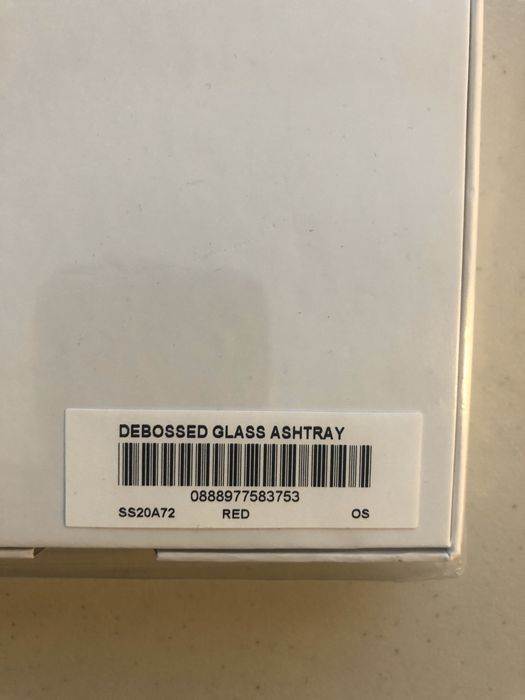 DEBOSSED GLASS ASHTRAY
0888977583753
SS20A72 RED OS